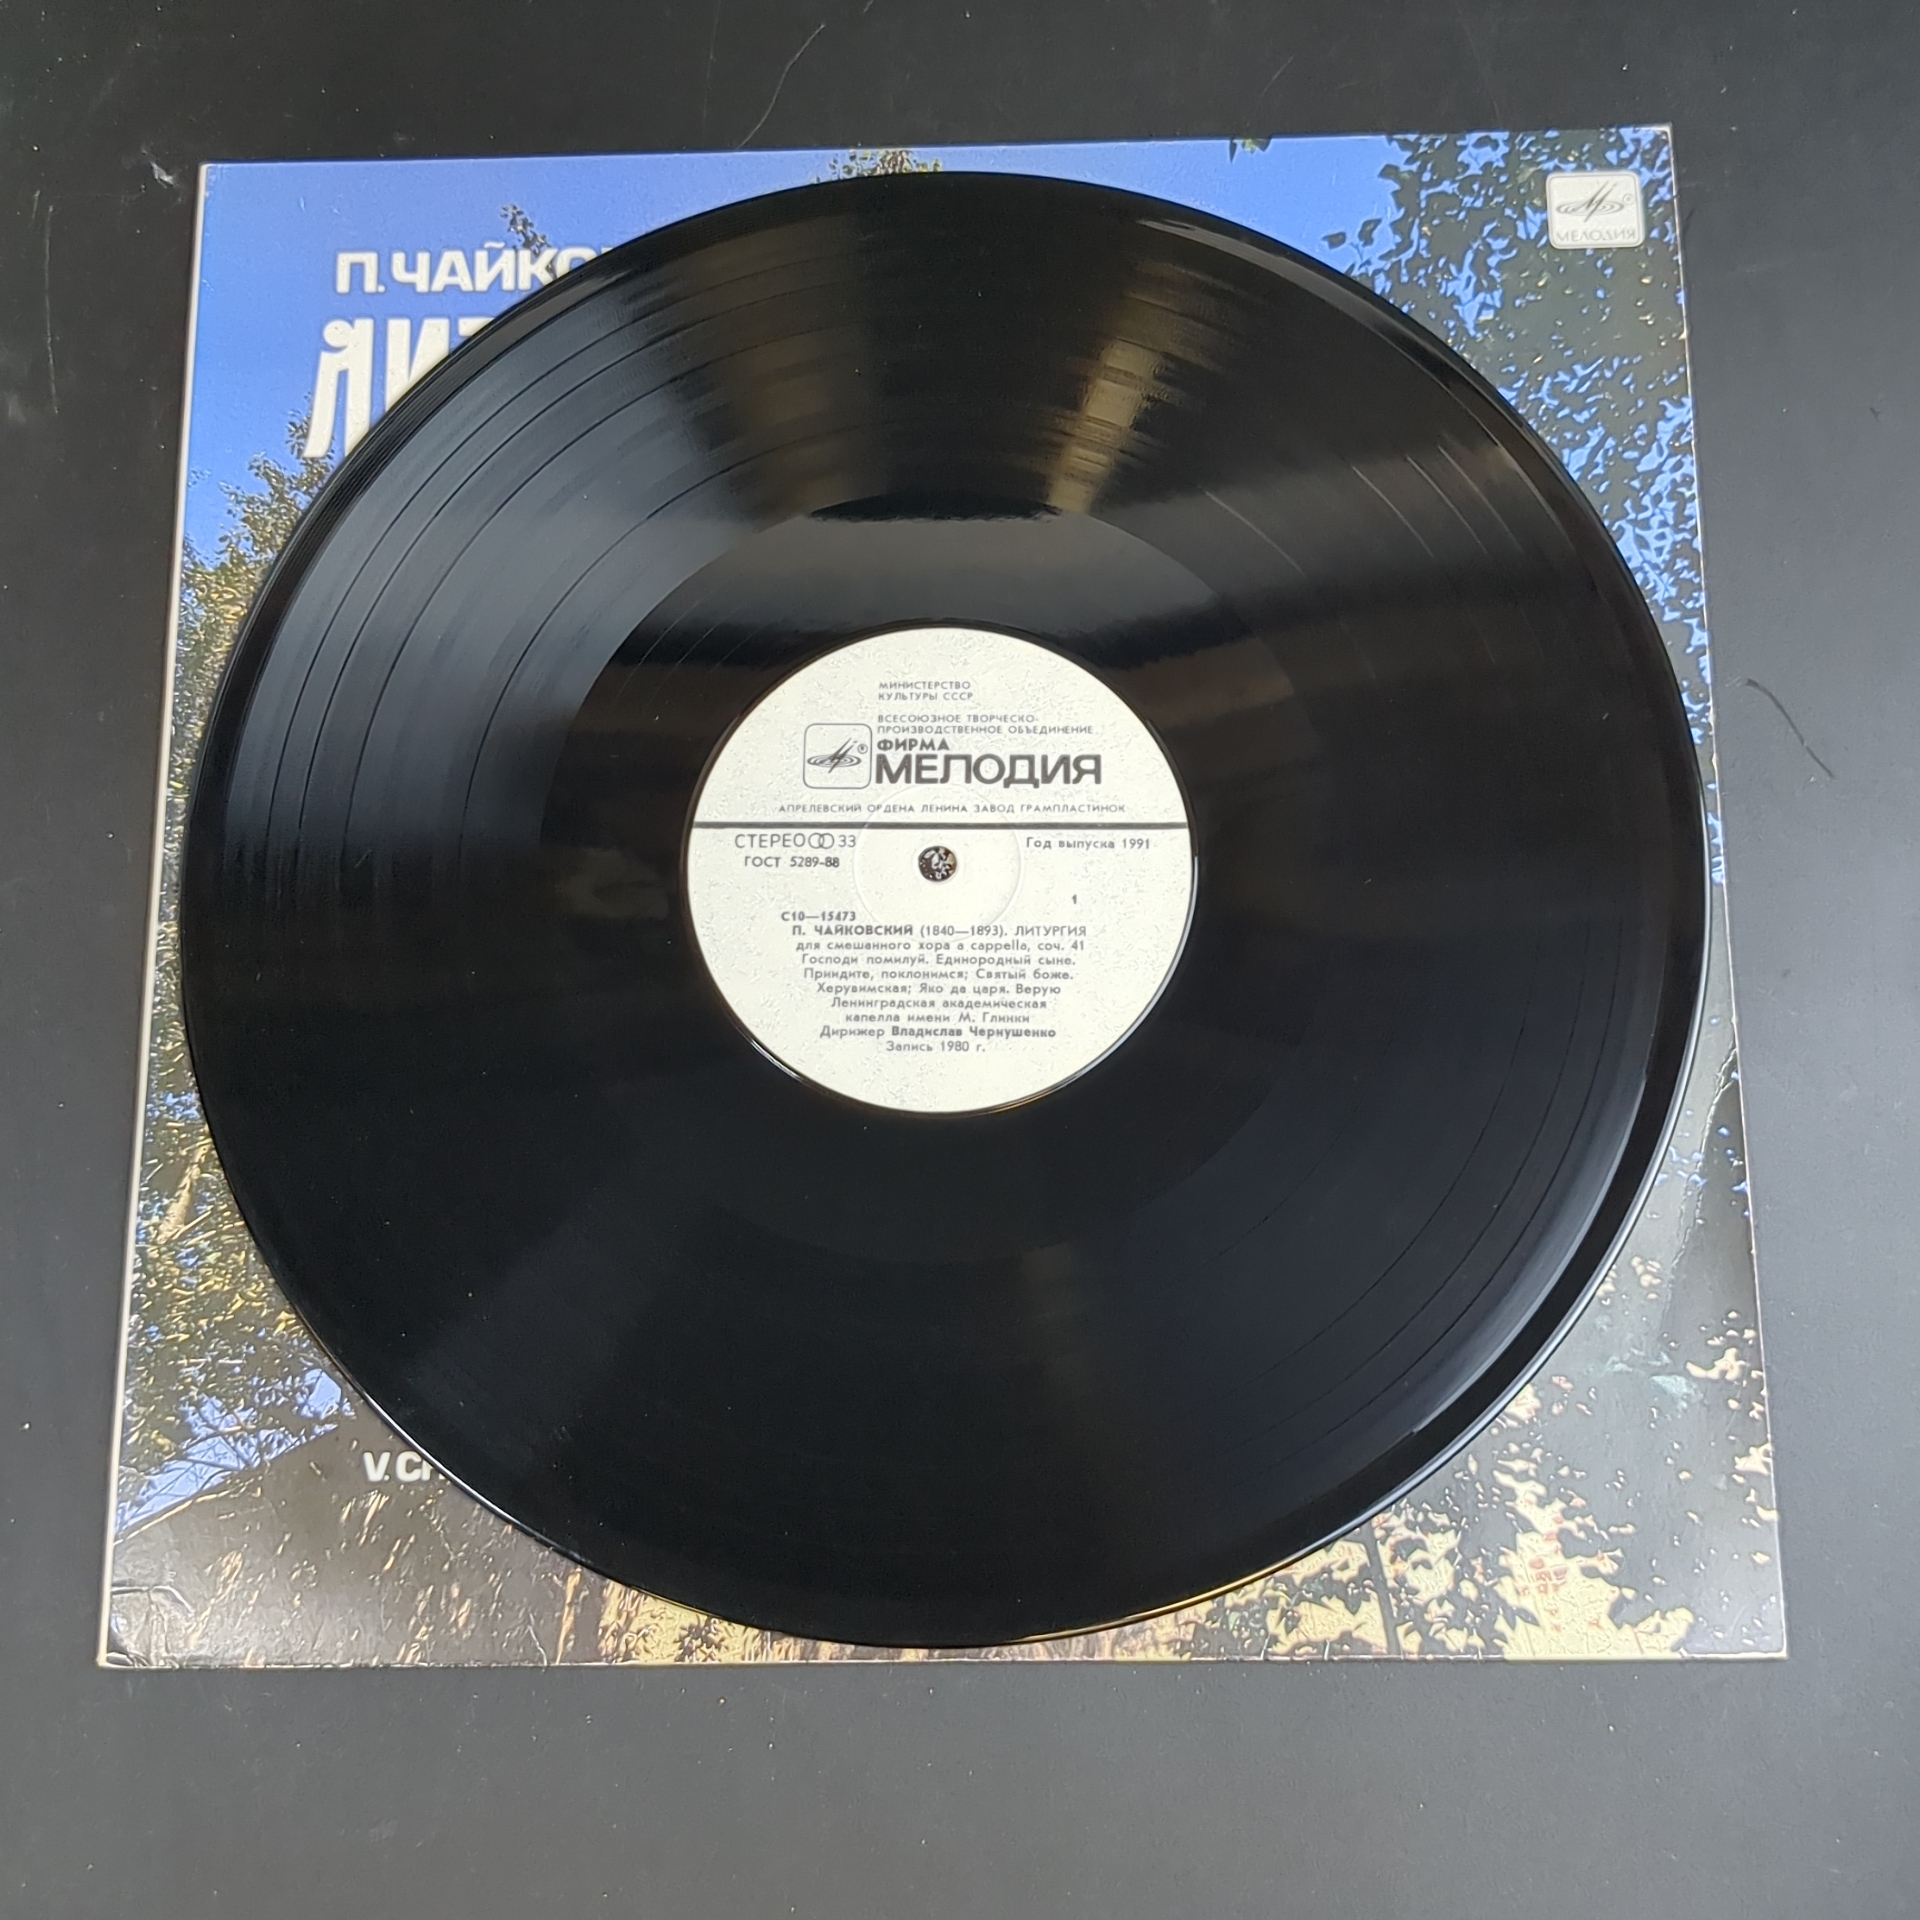 П. ЧАЙКО
ЛИТ
МЕЛОДИЯ
МИНИСТЕРСТВО
КУЛЬТУРЫ СССР
ВСЕСОЮЗНОЕ ТВОРЧЕСКО-
ПРОИЗВОДСТВЕННОЕ ОБЪЕДИНЕНИЕ
®ФИРМА
МЕЛОДИЯ
АПРЕЛЕВСКИЙ ОРДЕНА ЛЕНИНА ЗАВОД ГРАМПЛАСТИНОК
СТЕРЕО 33
Год выпуска 1991
ГОСТ 5289-88
1
С10—15473
П. ЧАЙКОВСКИЙ (1840—1893). ЛИТУРГИЯ
для смешанного хора a cappella, соч. 41
Господи помилуй. Единородный сыне.
Приидите, поклонимся; Святый боже.
Херувимская; Яко да царя. Верую
Ленинградская академическая
капелла имени М. Глинки
Дирижер Владислав Чернушенко
Запись 1980 г.
V. CH